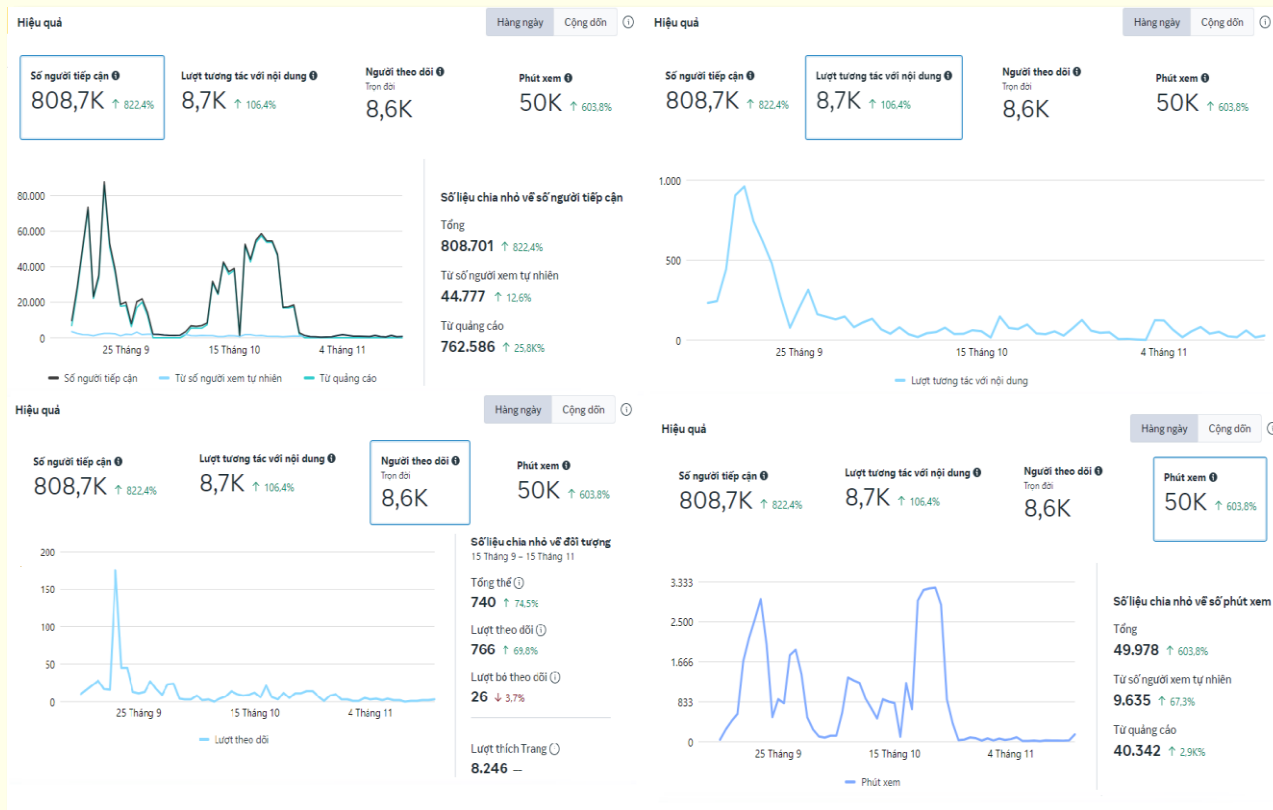 Hiệu quả
Hàng ngày Cộng dồn
Số người tiếp cận
808,7K ↑ 822,4%
Lượt tương tác với nội dung
8,7K ↑ 106,4%
Người theo dõi
Trọn đời
8,6K
Phút xem
50K ↑ 603,8%
80.000
60.000
40.000
20.000
0
25 Tháng 9 15 Tháng 10 4 Tháng 11
Số người tiếp cận Từ số người xem tự nhiên Từ quảng cáo
Số liệu chia nhỏ về số người tiếp cận
Tổng
808.701 ↑ 822,4%
Từ số người xem tự nhiên
44.777 ↑ 12,6%
Từ quảng cáo
762.586 ↑ 25,8K%
Hiệu quả
Hàng ngày Cộng dồn
Số người tiếp cận
808,7K ↑ 822,4%
Lượt tương tác với nội dung
8,7K ↑ 106,4%
Người theo dõi
Trọn đời
8,6K
Phút xem
50K ↑ 603,8%
1.000
500
0
25 Tháng 9 15 Tháng 10 4 Tháng 11
Lượt tương tác với nội dung
Hiệu quả
Hàng ngày Cộng dồn
Số người tiếp cận
808,7K ↑ 822,4%
Lượt tương tác với nội dung
8,7K ↑ 106,4%
Người theo dõi
Trọn đời
8,6K
Phút xem
50K ↑ 603,8%
200
150
100
50
0
25 Tháng 9 15 Tháng 10 4 Tháng 11
Lượt theo dõi
Số liệu chia nhỏ về đối tượng
15 Tháng 9 – 15 Tháng 11
Tổng thể
740 ↑ 74,5%
Lượt theo dõi
766 ↑ 69,8%
Lượt bỏ theo dõi
26 ↓ 3,7%
Lượt thích Trang
8.246 —
Hiệu quả
Hàng ngày Cộng dồn
Số người tiếp cận
808,7K ↑ 822,4%
Lượt tương tác với nội dung
8,7K ↑ 106,4%
Người theo dõi
Trọn đời
8,6K
Phút xem
50K ↑ 603,8%
3.333
2.500
1.666
833
0
25 Tháng 9 15 Tháng 10 4 Tháng 11
Phút xem
Số liệu chia nhỏ về số phút xem
Tổng
49.978 ↑ 603,8%
Từ số người xem tự nhiên
9.635 ↑ 67,3%
Từ quảng cáo
40.342 ↑ 2,9K%